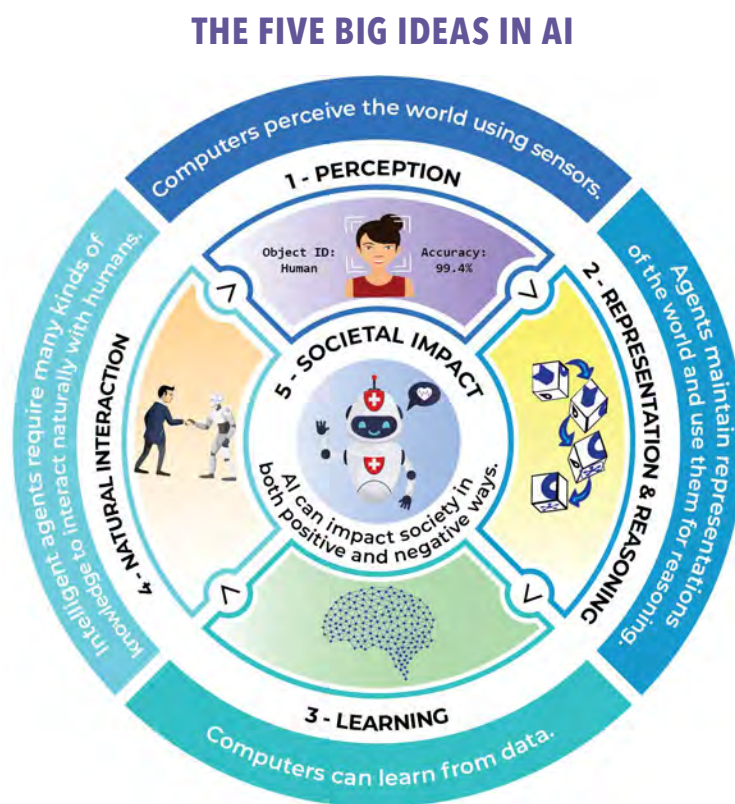 THE FIVE BIG IDEAS IN AI
Computers perceive the world using sensors.
1 - PERCEPTION
Object ID:
Human
Accuracy:
99.4%
2 - REPRESENTATION & REASONING
Agents maintain representations
of the world and use them for reasoning.
3 - LEARNING
Computers can learn from data.
4 - NATURAL INTERACTION
Intelligent agents require many kinds of
knowledge to interact naturally with humans.
5 - SOCIETAL IMPACT
AI can impact society in
both positive and negative ways.